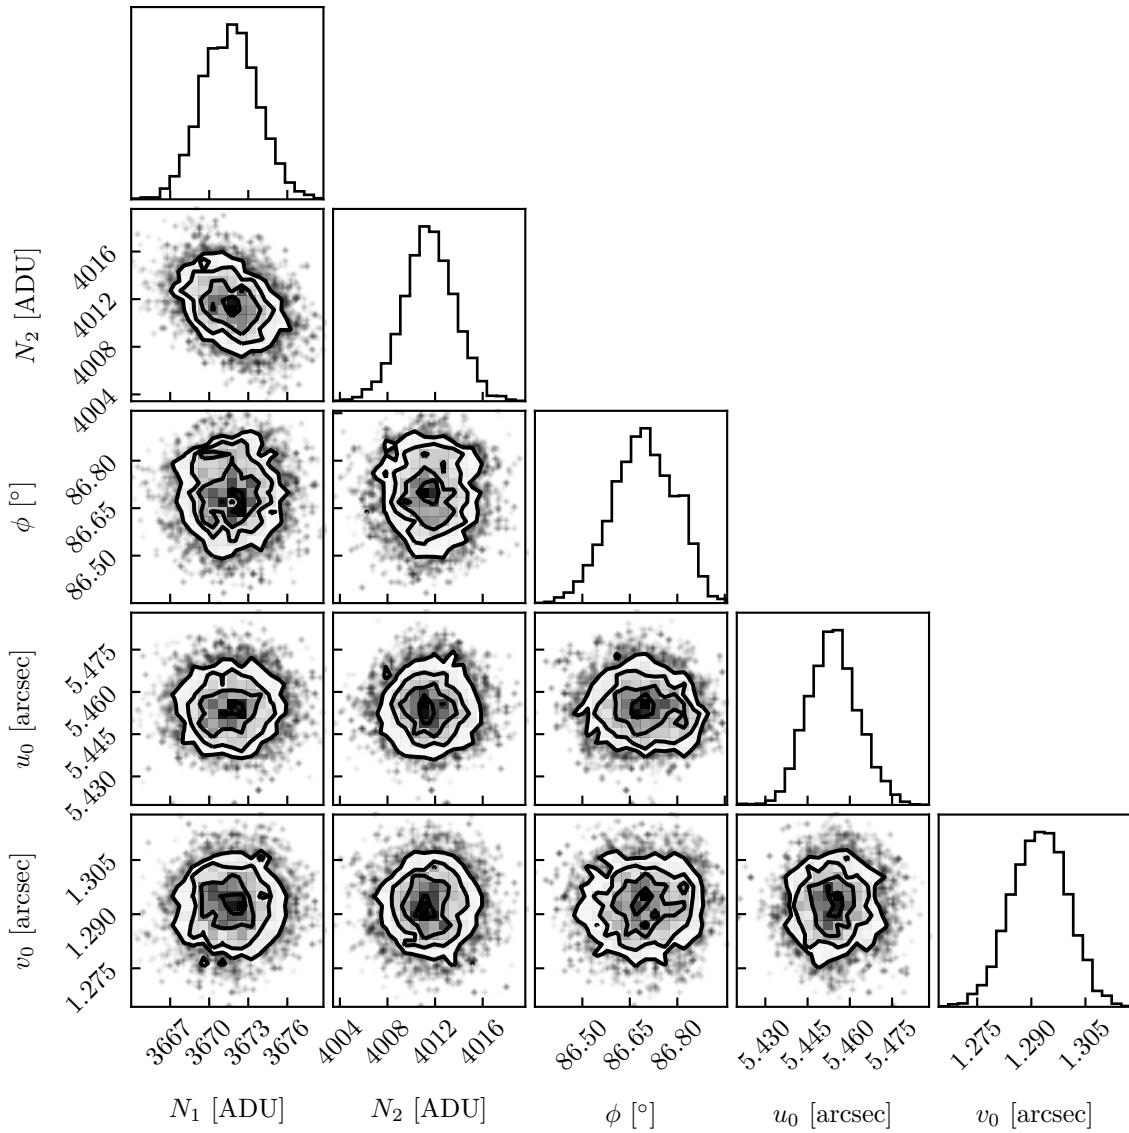 N_2 [ADU]
4016
4012
4008
4004
ϕ [°]
86.80
86.65
86.50
u_0 [arcsec]
5.475
5.460
5.445
5.430
v_0 [arcsec]
1.305
1.290
1.275
3667 3670 3673 3676 4004 4008 4012 4016 86.50 86.65 86.80 5.430 5.445 5.460 5.475 1.275 1.290 1.305
N_1 [ADU] N_2 [ADU] ϕ [°] u_0 [arcsec] v_0 [arcsec]